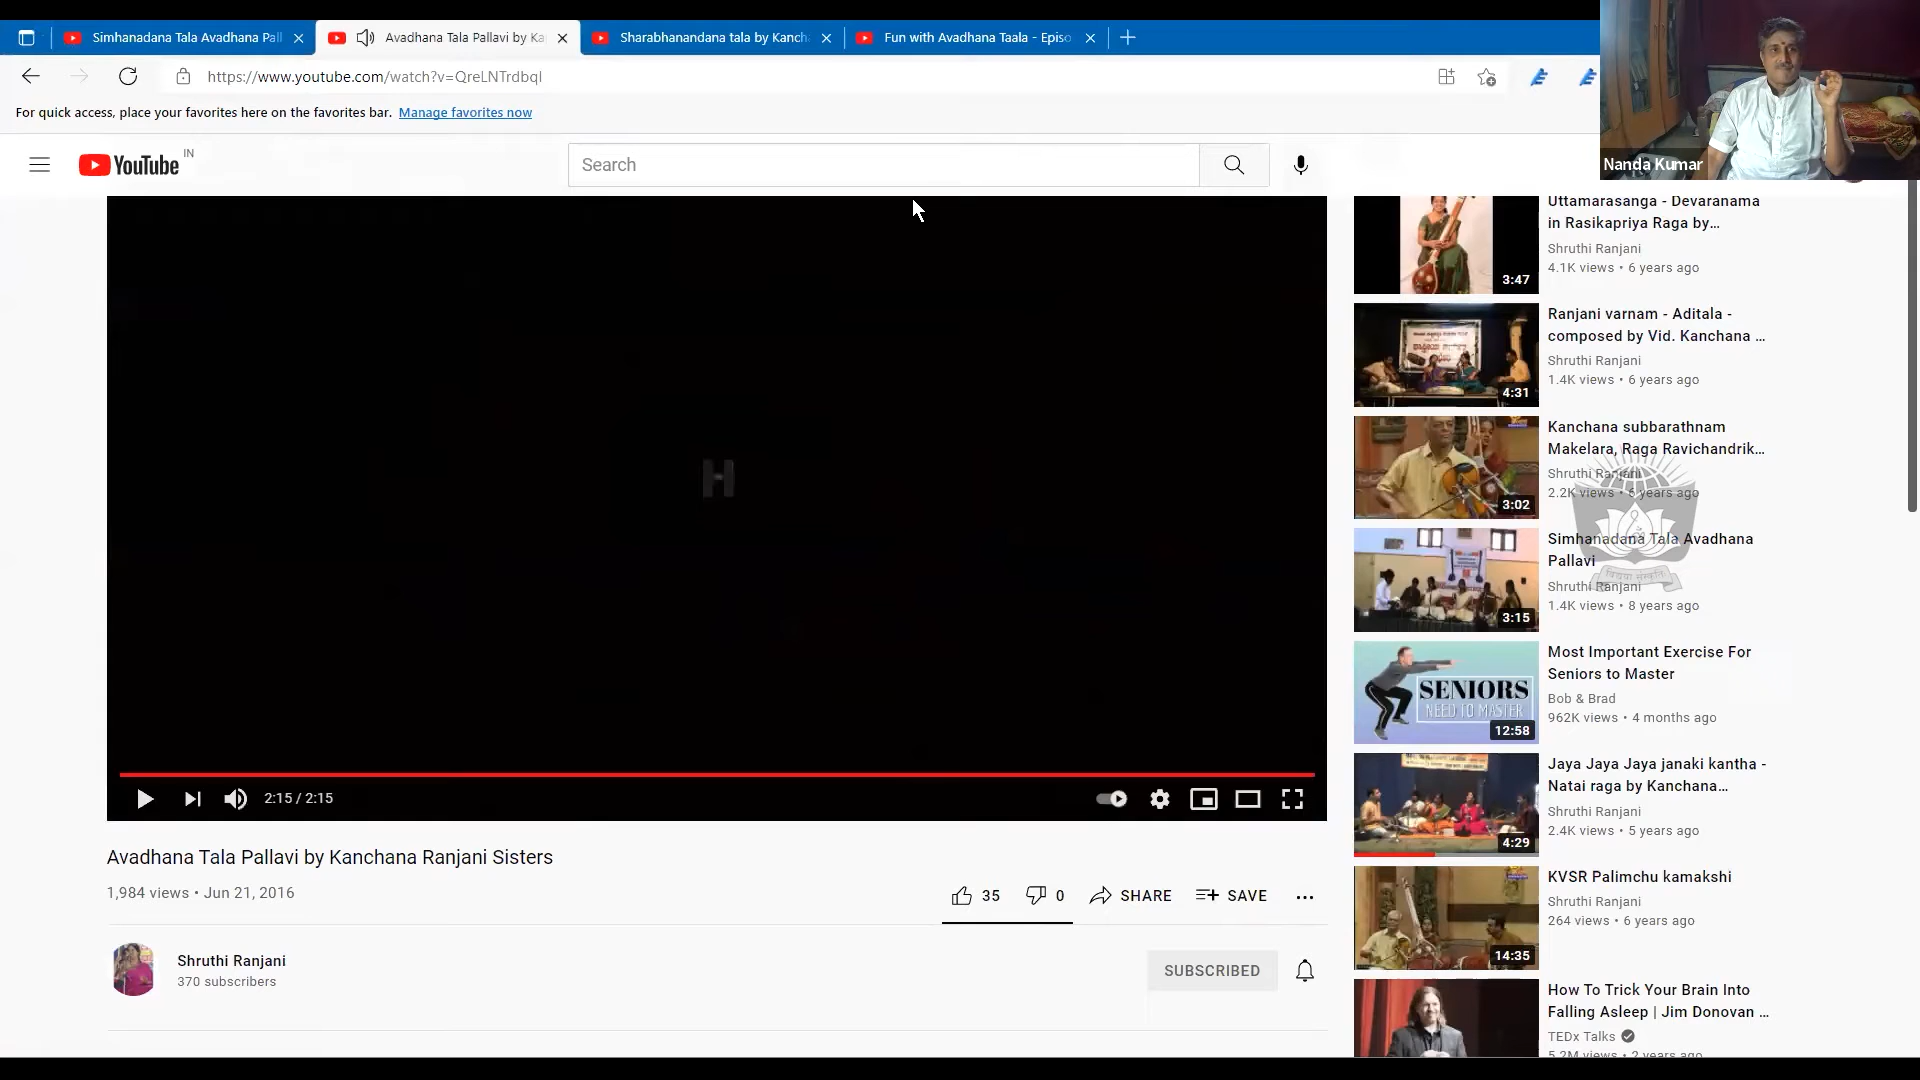 Simhanadana Tala Avadhana Pall
Avadhana Tala Pallavi by Ka
Sharabhanandana tala by Kanch
Fun with Avadhana Taala - Episo
https://www.youtube.com/watch?v=QreLNTrdbqI
For quick access, place your favorites here on the favorites bar. Manage favorites now
Nanda Kumar
YouTube IN
Search
H
2:15 / 2:15
Avadhana Tala Pallavi by Kanchana Ranjani Sisters
1,984 views • Jun 21, 2016
35
0
SHARE
SAVE
Shruthi Ranjani
370 subscribers
SUBSCRIBED
Uttamarasanga - Devaranama
in Rasikapriya Raga by...
Shruthi Ranjani
4.1K views • 6 years ago
3:47
Ranjani varnam - Aditala -
composed by Vid. Kanchana ...
Shruthi Ranjani
1.4K views • 6 years ago
4:31
Kanchana subbarathnam
Makelara, Raga Ravichandrik...
Shruthi Ranjani
2.2K views • 6 years ago
3:02
Simhanadana Tala Avadhana
Pallavi
Shruthi Ranjani
1.4K views • 8 years ago
3:15
Most Important Exercise For
Seniors to Master
Bob & Brad
962K views • 4 months ago
SENIORS
NEED TO MASTER
12:58
Jaya Jaya Jaya janaki kantha -
Natai raga by Kanchana...
Shruthi Ranjani
2.4K views • 5 years ago
4:29
KVSR Palimchu kamakshi
Shruthi Ranjani
264 views • 6 years ago
14:35
How To Trick Your Brain Into
Falling Asleep | Jim Donovan ...
TEDx Talks
5.2M views • 2 years ago